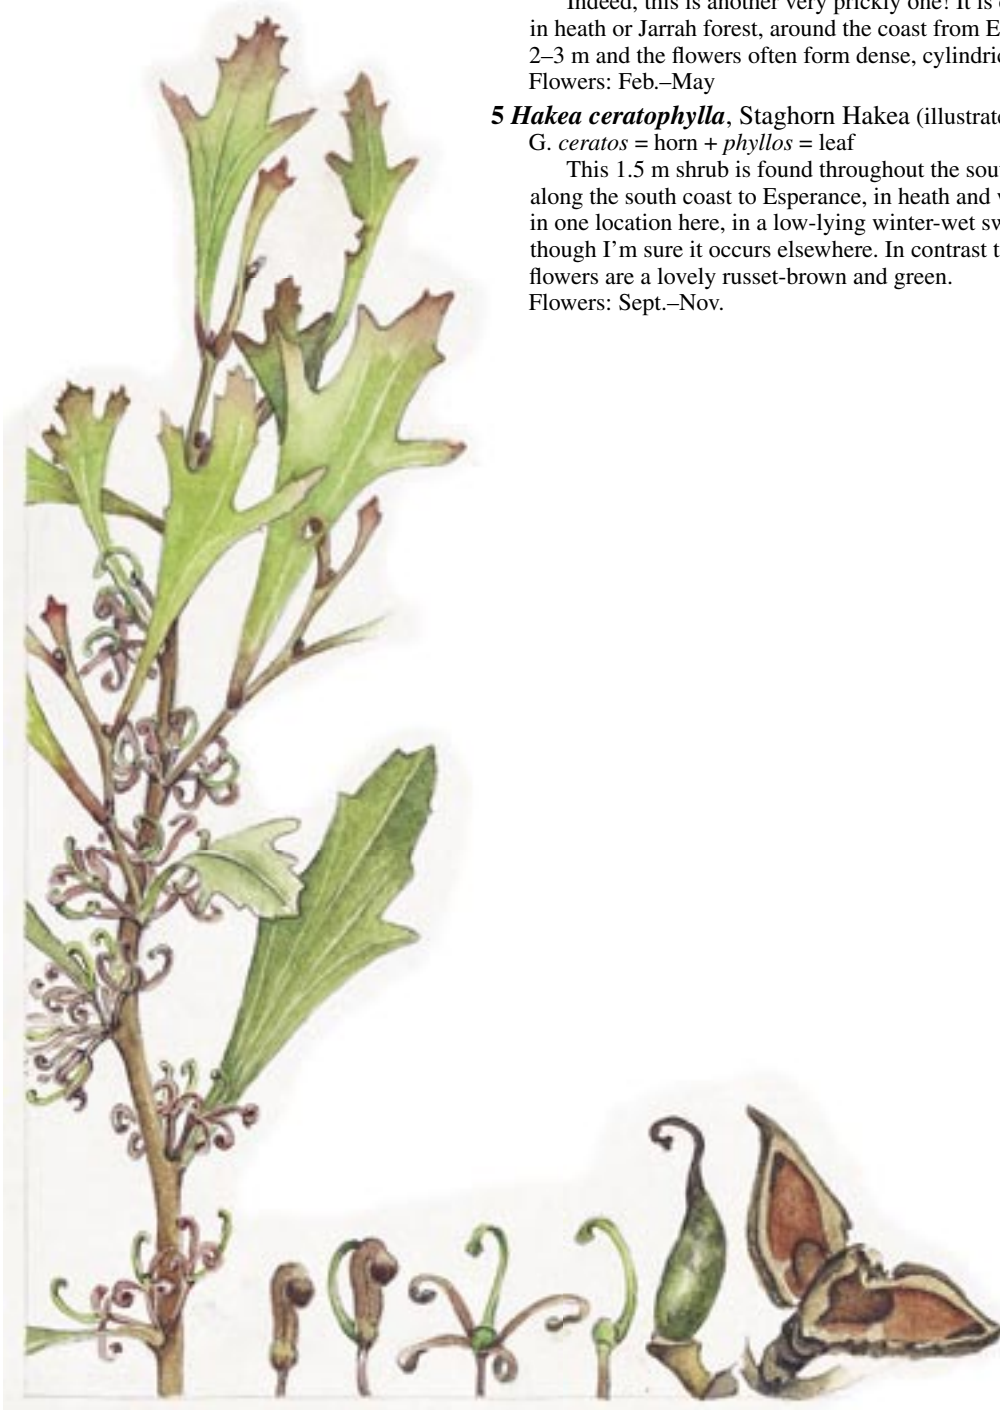 Indeed, this is another very prickly one! It is
in heath or Jarrah forest, around the coast from
2–3 m and the flowers often form dense,
Flowers: Feb.–May
5 Hakea ceratophylla, Staghorn Hakea
G. ceratos = horn + phyllos = leaf
This 1.5 m shrub is found throughout the
along the south coast to Esperance, in heath and
in one location here, in a low-lying winter-wet
though I’m sure it occurs elsewhere. In contrast
flowers are a lovely russet-brown and green.
Flowers: Sept.–Nov.